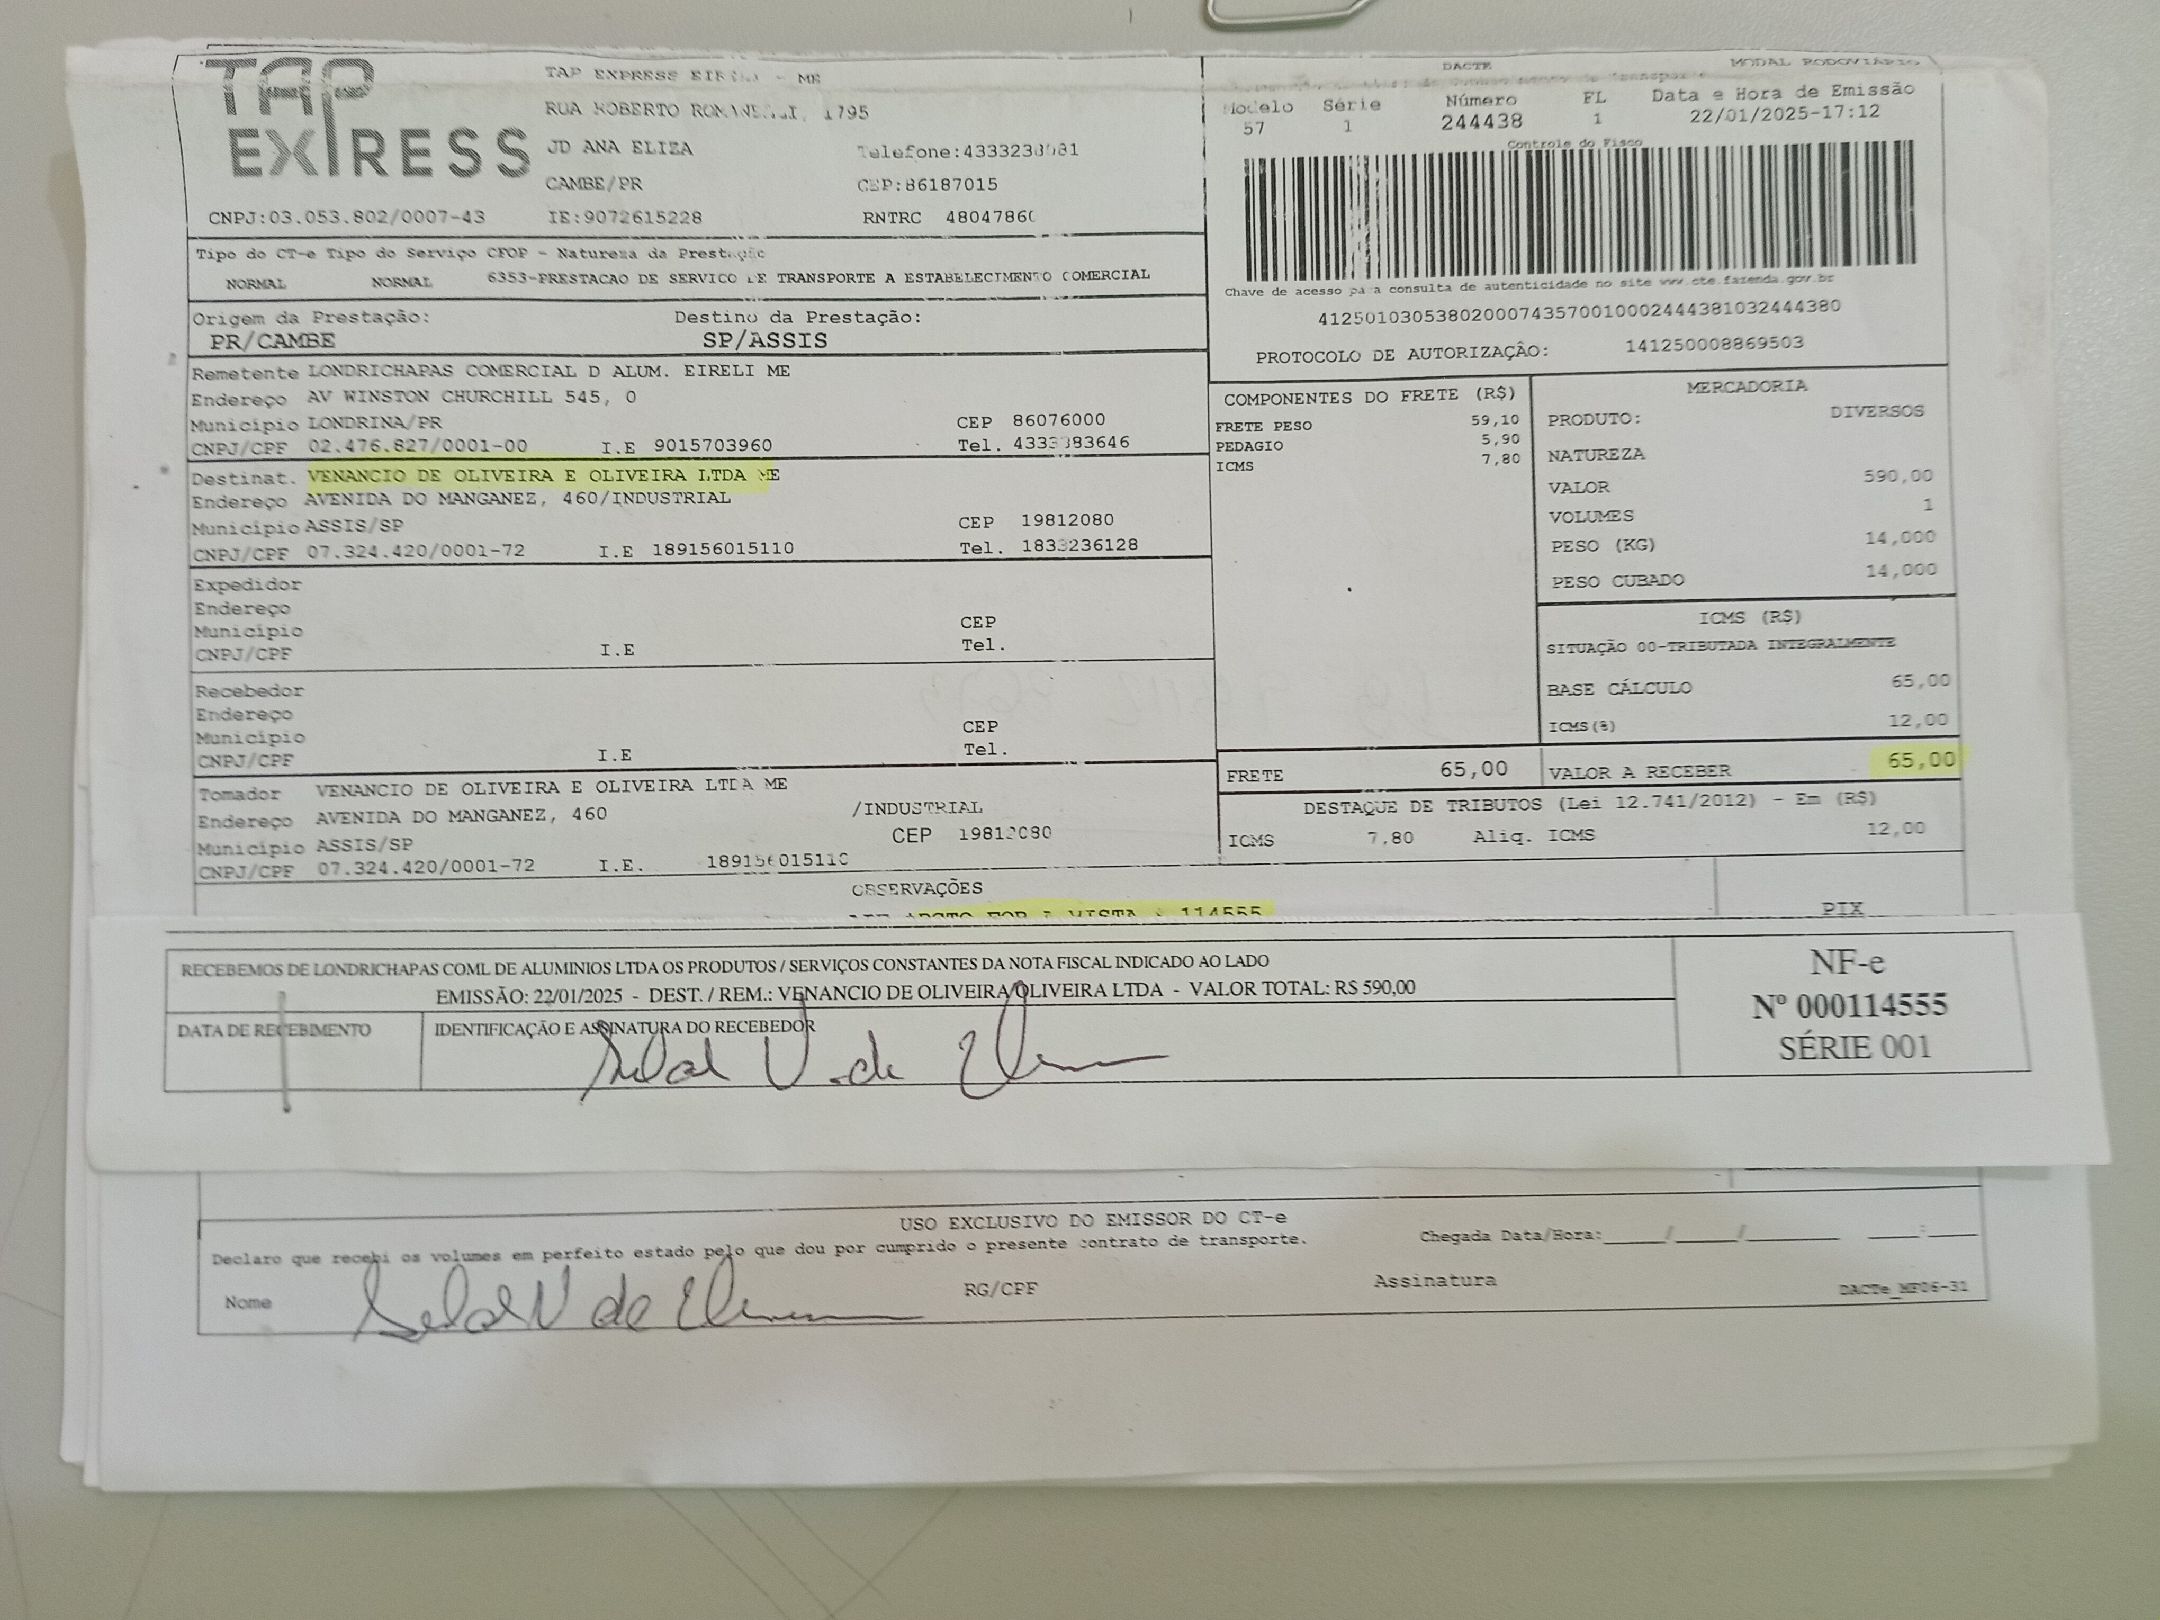 TAP EXPRESS
TAP EXPRESS - ME
RUA ROBERTO 1795
JD ANA ELIZA
CAMBE/PR CEP:86187015
CNPJ:03.053.802/0007-43 IE:9072615228 RNTRC
DACTE MODAL RODOVIÁRIO
Modelo Série Número FL Data e Hora de Emissão
57 1 244438 1 22/01/2025-17:12
Controle do Fisco
Chave de acesso a consulta de autenticidade no site www.cte.fazenda.gov.br
41250103053802000743570010002444381032444380
PROTOCOLO DE AUTORIZAÇÃO: 141250008869503
Tipo do CT-e Tipo do Serviço CFOP - Natureza da Prestação
NORMAL NORMAL 6353-PRESTACAO DE SERVICO DE TRANSPORTE A ESTABELECIMENTO COMERCIAL
Origem da Prestação: Destino da Prestação:
PR/CAMBE SP/ASSIS
Remetente LONDRICHAPAS COMERCIAL D ALUM. EIRELI ME
Endereço AV WINSTON CHURCHILL 545, 0
Município LONDRINA/PR CEP 86076000
CNPJ/CPF 02.476.827/0001-00 I.E 9015703960 Tel.
Destinat. VENANCIO DE OLIVEIRA E OLIVEIRA LTDA ME
Endereço AVENIDA DO MANGANEZ, 460/INDUSTRIAL
Município ASSIS/SP CEP 19812080
CNPJ/CPF 07.324.420/0001-72 I.E 189156015110 Tel. 1833236128
Expedidor
Endereço
Município CEP
CNPJ/CPF I.E Tel.
Recebedor
Endereço
Município CEP
CNPJ/CPF I.E Tel.
Tomador VENANCIO DE OLIVEIRA E OLIVEIRA LTDA ME
Endereço AVENIDA DO MANGANEZ, 460 /INDUSTRIAL
Município ASSIS/SP CEP 19812080
CNPJ/CPF 07.324.420/0001-72 I.E. 189156015110
COMPONENTES DO FRETE (R$)
FRETE PESO 59,10
PEDAGIO 5,90
ICMS 7,80
MERCADORIA
PRODUTO: DIVERSOS
NATUREZA
VALOR 590,00
VOLUMES 1
PESO (KG) 14,000
PESO CUBADO 14,000
ICMS (R$)
SITUAÇÃO 00-TRIBUTADA INTEGRALMENTE
BASE CÁLCULO 65,00
ICMS(%) 12,00
FRETE 65,00 VALOR A RECEBER 65,00
DESTAQUE DE TRIBUTOS (Lei 12.741/2012) - Em (R$)
ICMS 7,80 Aliq. ICMS 12,00
OBSERVAÇÕES
114555
PIX
RECEBEMOS DE LONDRICHAPAS COML DE ALUMINIOS LTDA OS PRODUTOS / SERVIÇOS CONSTANTES DA NOTA FISCAL INDICADO AO LADO
EMISSÃO: 22/01/2025 - DEST. / REM.: VENANCIO DE OLIVEIRA/OLIVEIRA LTDA - VALOR TOTAL: R$ 590,00
DATA DE RECEBIMENTO IDENTIFICAÇÃO E ASSINATURA DO RECEBEDOR
NF-e
Nº 000114555
SÉRIE 001
USO EXCLUSIVO DO EMISSOR DO CT-e
Declaro que recebi os volumes em perfeito estado pelo que dou por cumprido o presente contrato de transporte. Chegada Data/Hora:____/____/______ ____:____
Nome RG/CPF Assinatura
DACTe_MF06-31